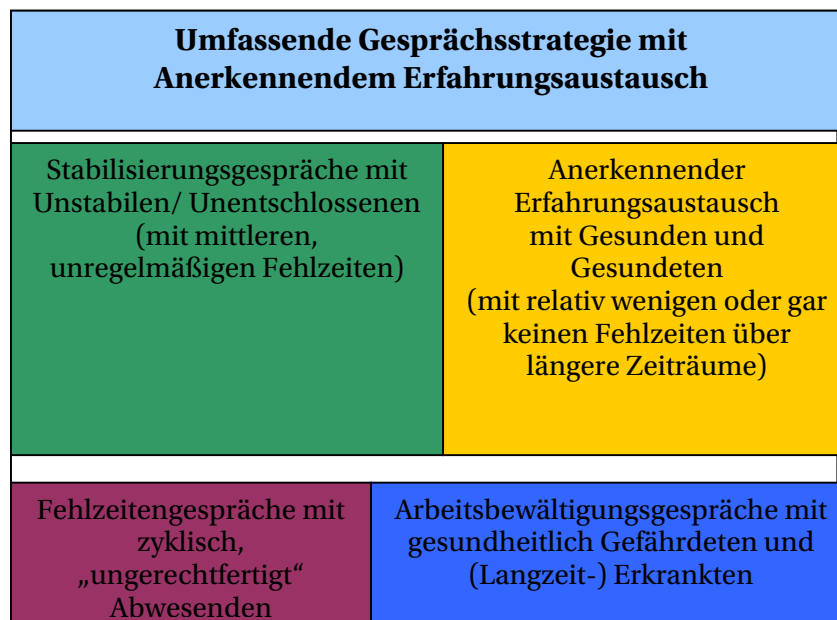 Umfassende Gesprächsstrategie mit
Anerkennendem Erfahrungsaustausch
Stabilisierungsgespräche mit
Unstabilen/ Unentschlossenen
(mit mittleren,
unregelmäßigen Fehlzeiten)
Anerkennender
Erfahrungsaustausch
mit Gesunden und
Gesundeten
(mit relativ wenigen oder gar
keinen Fehlzeiten über
längere Zeiträume)
Fehlzeitengespräche mit
zyklisch,
„ungerechtfertigt“
Abwesenden
Arbeitsbewältigungsgespräche mit
gesundheitlich Gefährdeten und
(Langzeit-) Erkrankten